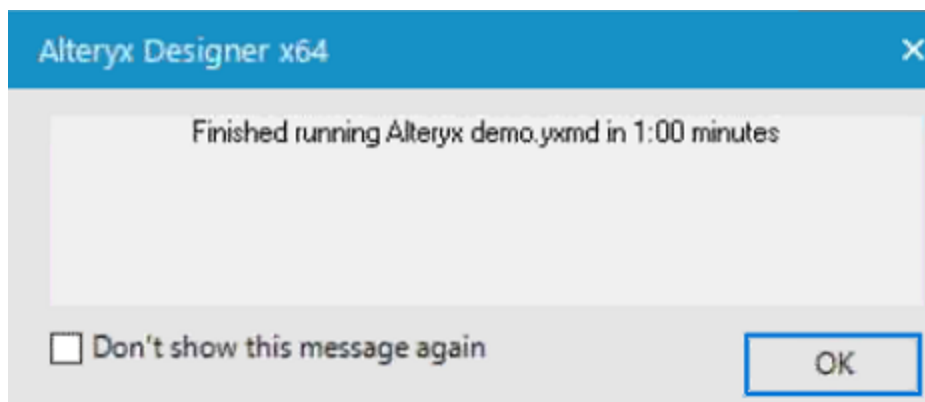 Alteryx Designer x64
Finished running Alteryx demo.yxmd in 1:00 minutes
Don't show this message again
OK